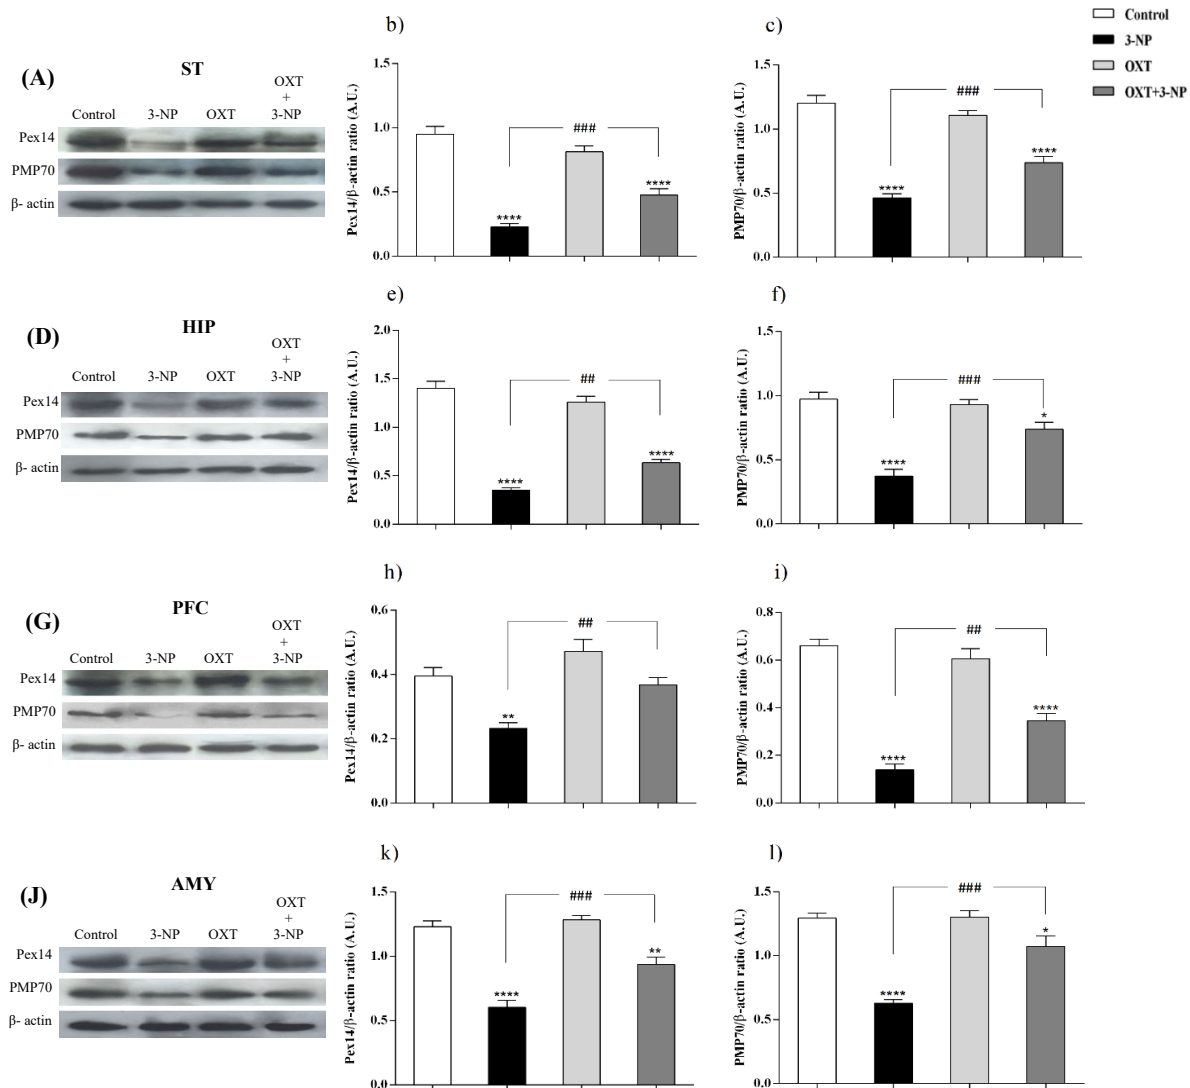 b)
c)
Control
3-NP
OXT
OXT+3-NP
(A)
ST
Control 3-NP OXT OXT + 3-NP
Pex14
PMP70
β- actin
Pex14/β-actin ratio (A.U.)
1.5
1.0
0.5
0.0
****
###
****
PMP70/β-actin ratio (A.U.)
1.5
1.0
0.5
0.0
****
###
****
e)
f)
(D)
HIP
Control 3-NP OXT OXT + 3-NP
Pex14
PMP70
β- actin
Pex14/β-actin ratio (A.U.)
2.0
1.5
1.0
0.5
0.0
****
##
****
PMP70/β-actin ratio (A.U.)
1.5
1.0
0.5
0.0
****
###
*
h)
i)
(G)
PFC
Control 3-NP OXT OXT + 3-NP
Pex14
PMP70
β- actin
Pex14/β-actin ratio (A.U.)
0.6
0.4
0.2
0.0
**
##
PMP70/β-actin ratio (A.U.)
0.8
0.6
0.4
0.2
0.0
****
##
****
k)
l)
(J)
AMY
Control 3-NP OXT OXT + 3-NP
Pex14
PMP70
β- actin
Pex14/β-actin ratio (A.U.)
1.5
1.0
0.5
0.0
****
###
**
PMP70/β-actin ratio (A.U.)
1.5
1.0
0.5
0.0
****
###
*